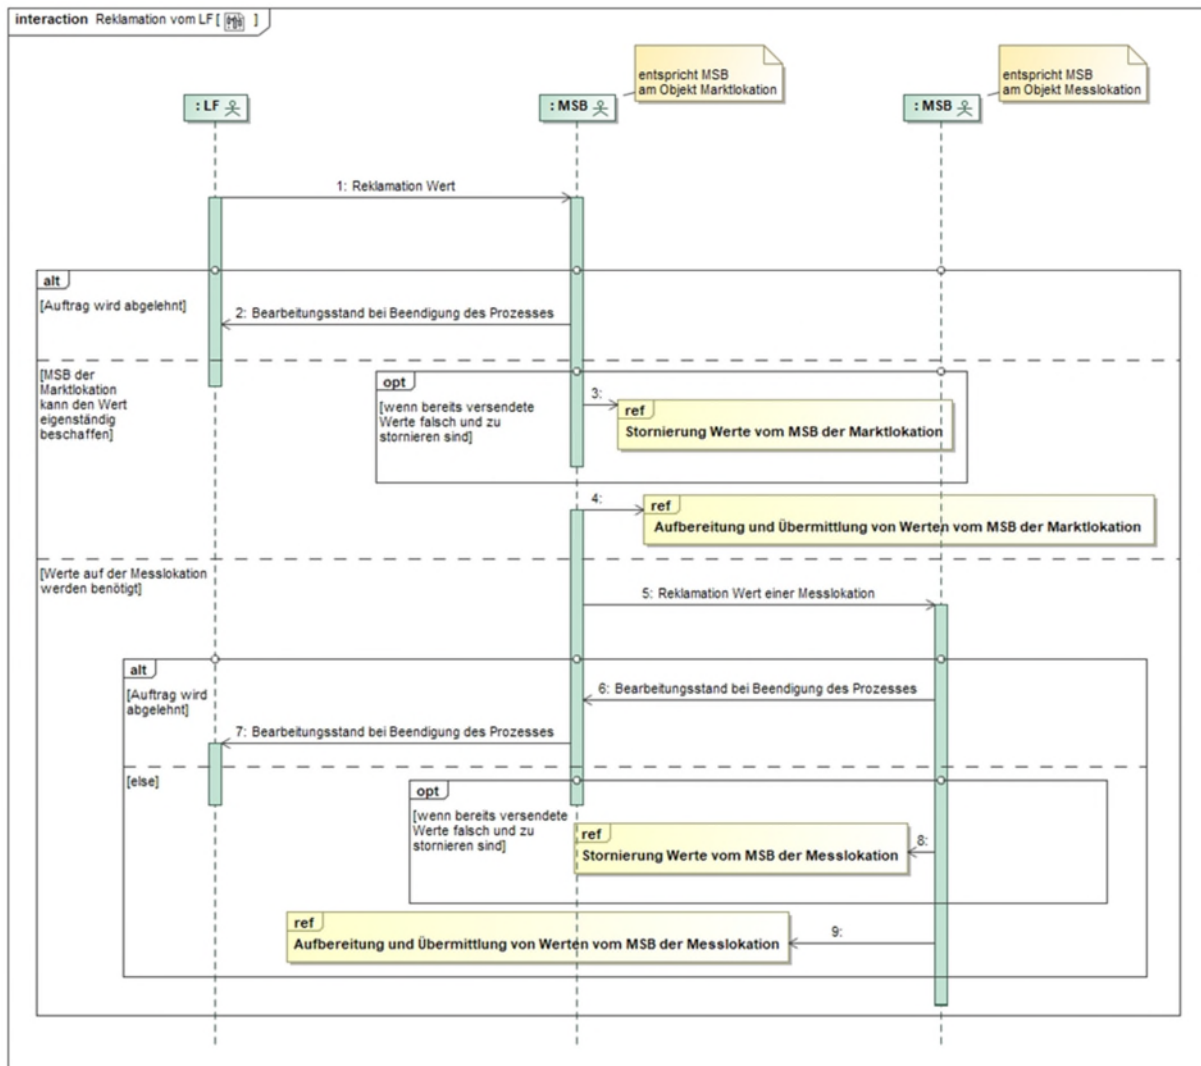 interaction Reklamation vom LF [ ]
entspricht MSB
am Objekt Marktlokation
entspricht MSB
am Objekt Messlokation
: LF
: MSB
: MSB
1: Reklamation Wert
alt
[Auftrag wird abgelehnt]
2: Bearbeitungsstand bei Beendigung des Prozesses
[MSB der
Marktlokation
kann den Wert
eigenständig
beschaffen]
opt
[wenn bereits versendete
Werte falsch und zu
stornieren sind]
3:
ref
Stornierung Werte vom MSB der Marktlokation
4:
ref
Aufbereitung und Übermittlung von Werten vom MSB der Marktlokation
[Werte auf der Messlokation
werden benötigt]
5: Reklamation Wert einer Messlokation
alt
[Auftrag wird
abgelehnt]
6: Bearbeitungsstand bei Beendigung des Prozesses
7: Bearbeitungsstand bei Beendigung des Prozesses
[else]
opt
[wenn bereits versendete
Werte falsch und zu
stornieren sind]
ref
Stornierung Werte vom MSB der Messlokation
8:
ref
Aufbereitung und Übermittlung von Werten vom MSB der Messlokation
9: